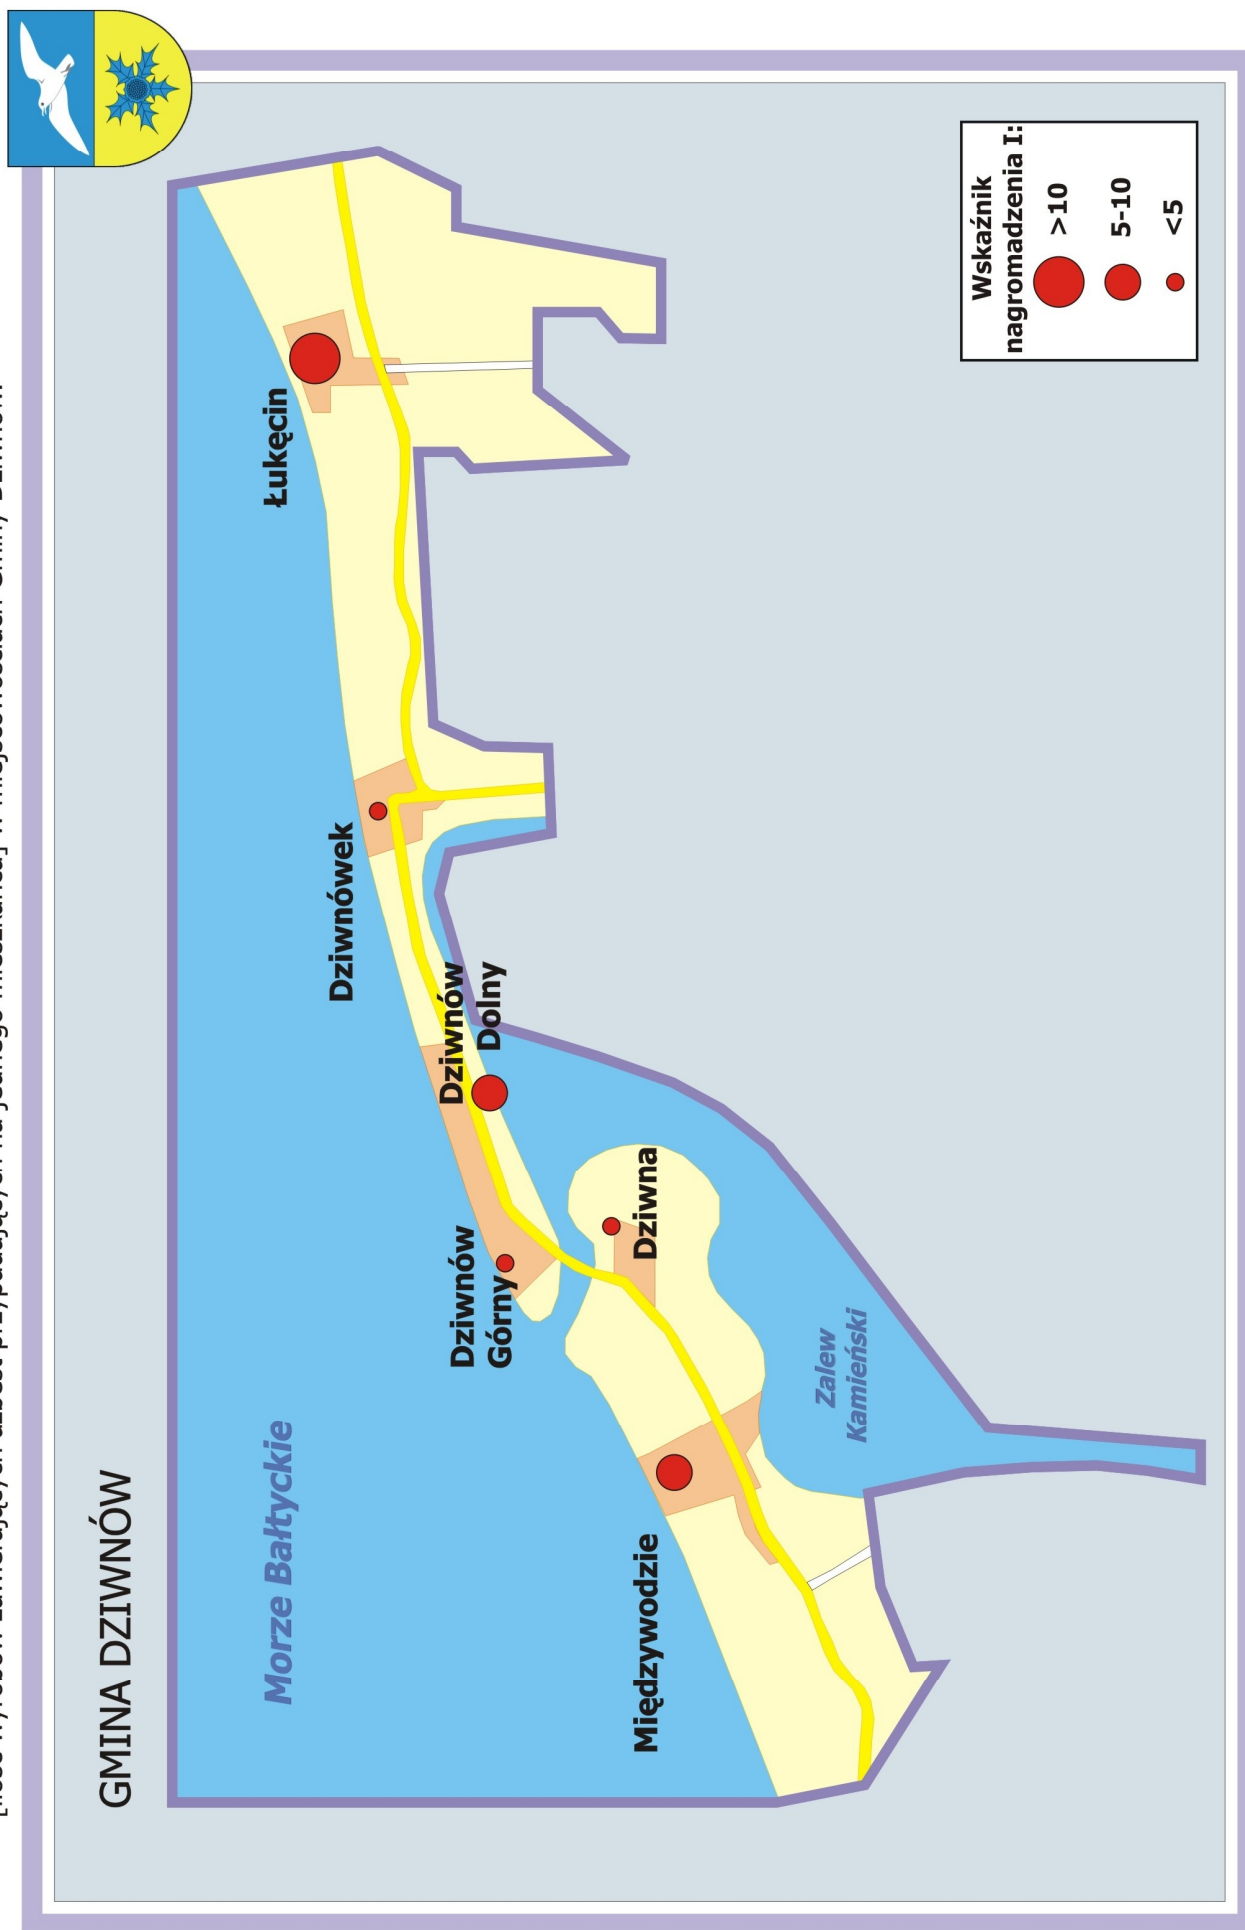 GMINA DZIWNÓW
Morze Bałtyckie
Łukęcin
Dziwnówek
Dziwnów
Dolny
Dziwnów
Górny
Dziwna
Międzywodzie
Zalew
Kamieński
Wskaźnik
nagromadzenia I:
>10
5-10
<5